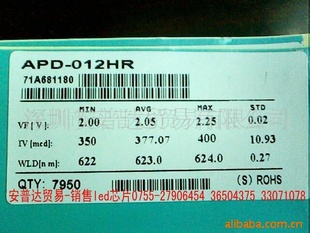 APD-012HR
71A681180
MIN AVG MAX STD
VF[V] 2.00 2.05 2.25 0.02
IV[mcd] 350 377.07 400 10.93
WLD[nm] 622 623.0 624.0 0.27
QTY: 7950 (S) ROHS
安普达贸易-销售led芯片0755-27906454 36504375 33071078
alibaba.com.cn